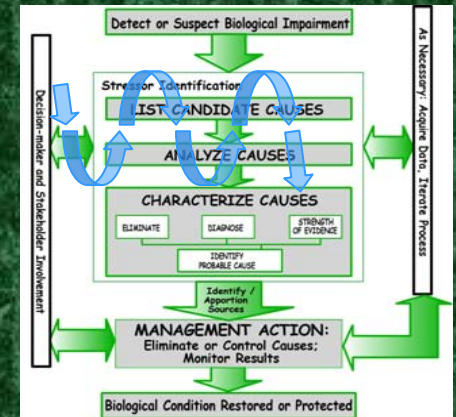 Detect or Suspect Biological Impairment
Stressor Identification
LIST CANDIDATE CAUSES
ANALYZE CAUSES
CHARACTERIZE CAUSES
ELIMINATE
DIAGNOSE
STRENGTH
OF EVIDENCE
IDENTIFY
PROBABLE CAUSE
Identify /
Apportion
Sources
MANAGEMENT ACTION:
Eliminate or Control Causes;
Monitor Results
Biological Condition Restored or Protected
Decision-maker and Stakeholder Involvement
As Necessary: Acquire Data, Iterate Process